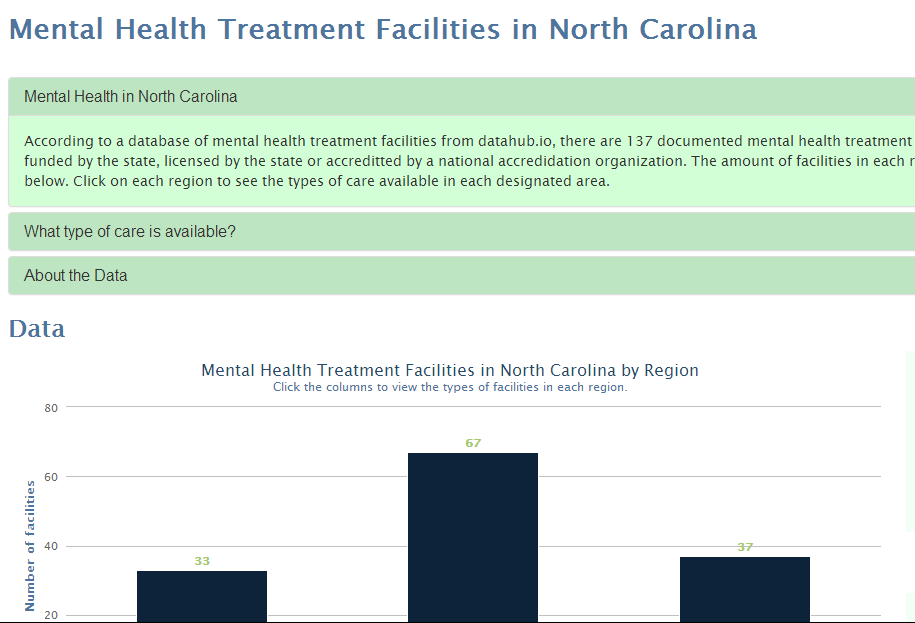 Mental Health Treatment Facilities in North Carolina
Mental Health in North Carolina
According to a database of mental health treatment facilities from datahub.io, there are 137 documented mental health treatment
funded by the state, licensed by the state or accreditted by a national accredidation organization. The amount of facilities in each
below. Click on each region to see the types of care available in each designated area.
What type of care is available?
About the Data
Data
Mental Health Treatment Facilities in North Carolina by Region
Click the columns to view the types of facilities in each region.
Number of facilities
80
60
40
20
33
67
37